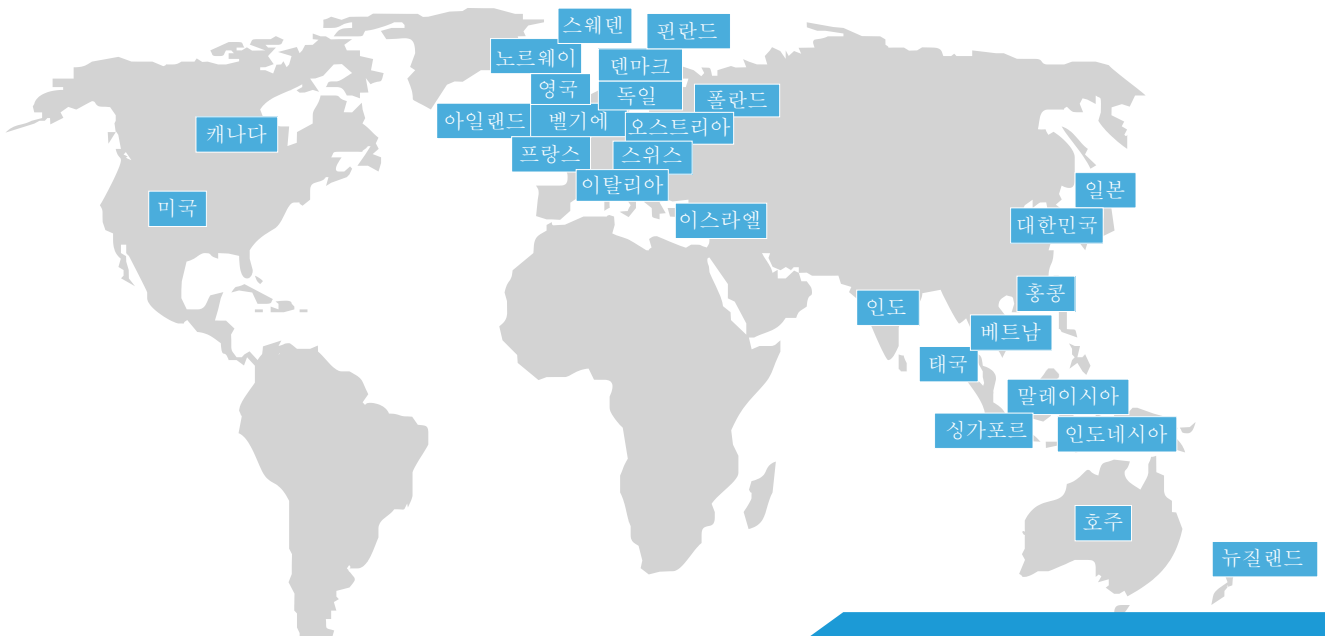 스웨덴
핀란드
노르웨이
덴마크
영국
독일
폴란드
아일랜드
벨기에
오스트리아
캐나다
프랑스
스위스
이탈리아
일본
미국
이스라엘
대한민국
홍콩
인도
베트남
태국
말레이시아
싱가포르
인도네시아
호주
뉴질랜드